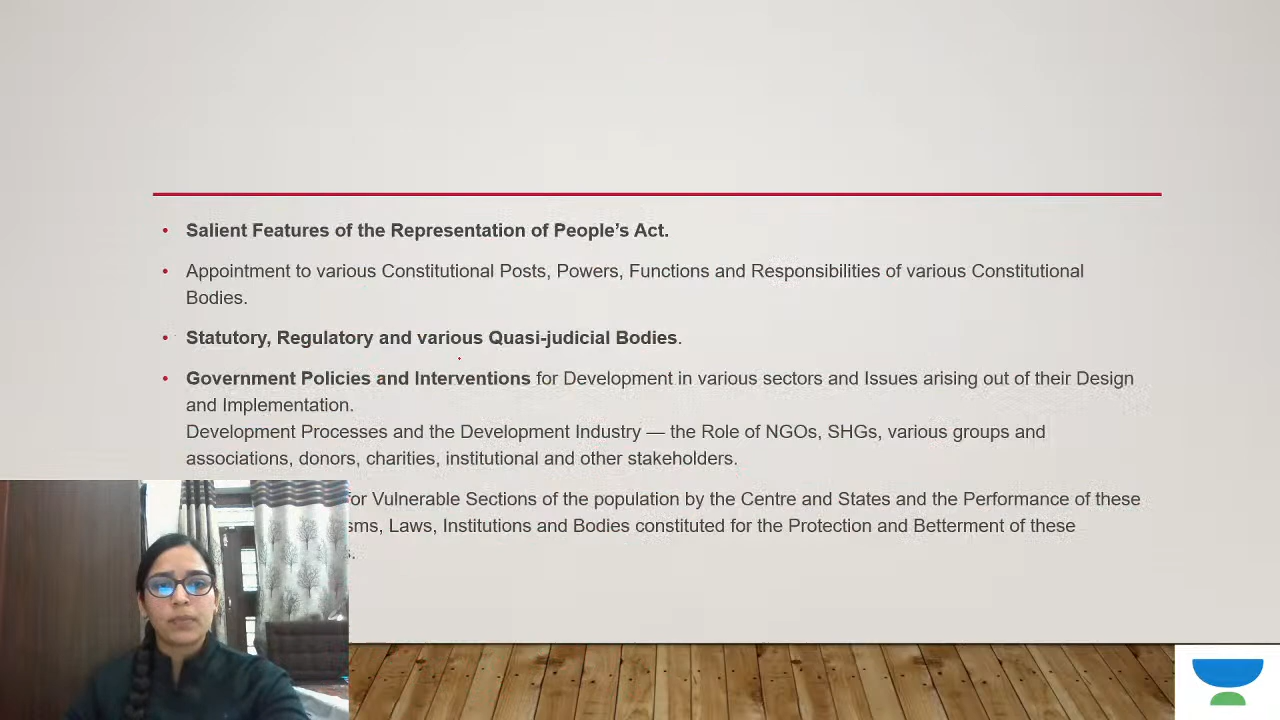 Salient Features of the Representation of People's Act.
Appointment to various Constitutional Posts, Powers, Functions and Responsibilities of various Constitutional
Bodies.
Statutory, Regulatory and various Quasi-judicial Bodies.
Government Policies and Interventions for Development in various sectors and Issues arising out of their Design
and Implementation.
Development Processes and the Development Industry — the Role of NGOs, SHGs, various groups and
associations, donors, charities, institutional and other stakeholders.
for Vulnerable Sections of the population by the Centre and States and the Performance of these
Laws, Institutions and Bodies constituted for the Protection and Betterment of these